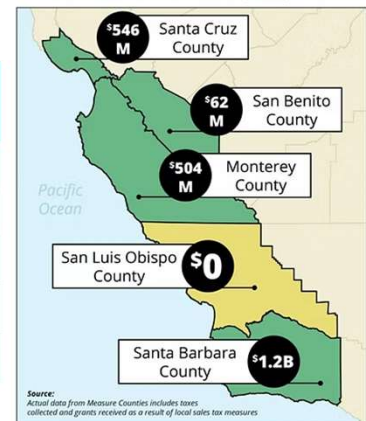 $546
M
Santa Cruz
County
$62
M
San Benito
County
$504
M
Monterey
County
Pacific
Ocean
San Luis Obispo
County
$0
Santa Barbara
County
$1.2B
Source:
Actual data from Measure Counties includes taxes
collected and grants received as a result of local sales tax measures